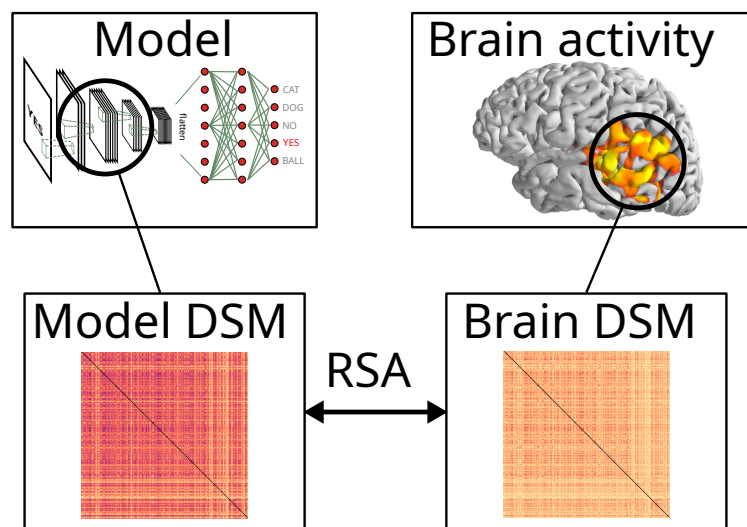 Model
YES
flatten
CAT
DOG
NO
YES
BALL
Brain activity
Model DSM
RSA
Brain DSM